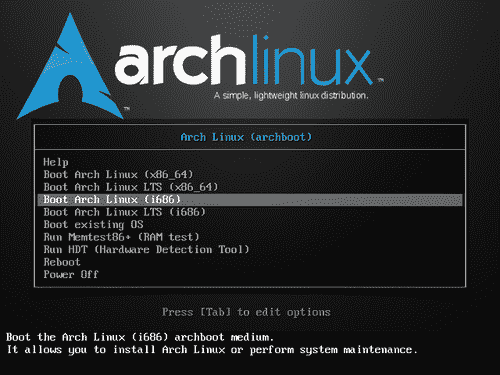 archlinux™
A simple, lightweight linux distribution.
™
Arch Linux (archboot)
Help
Boot Arch Linux (x86_64)
Boot Arch Linux LTS (x86_64)
Boot Arch Linux (i686)
Boot Arch Linux LTS (i686)
Boot existing OS
Run Memtest86+ (RAM test)
Run HDT (Hardware Detection Tool)
Reboot
Power Off
Press [Tab] to edit options
Boot the Arch Linux (i686) archboot medium.
It allows you to install Arch Linux or perform system maintenance.